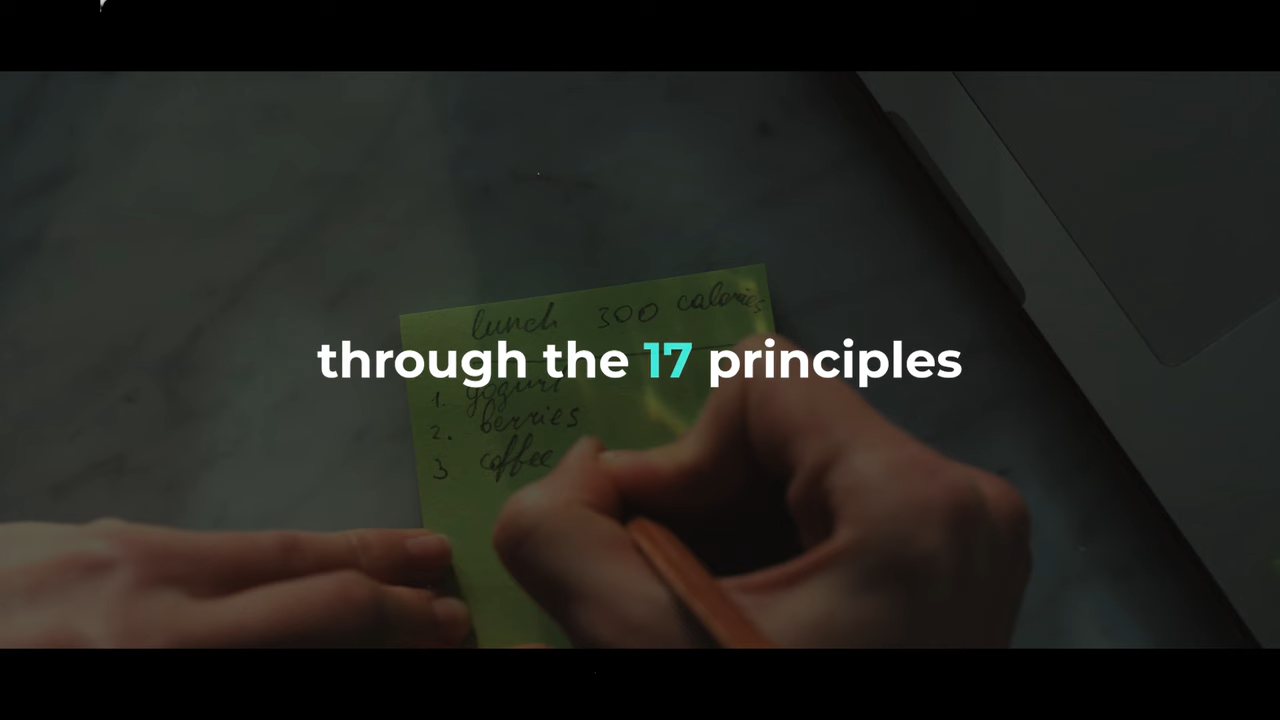 lunch 300 calories
through the 17 principles
1. yogurt
2. berries
3 coffee